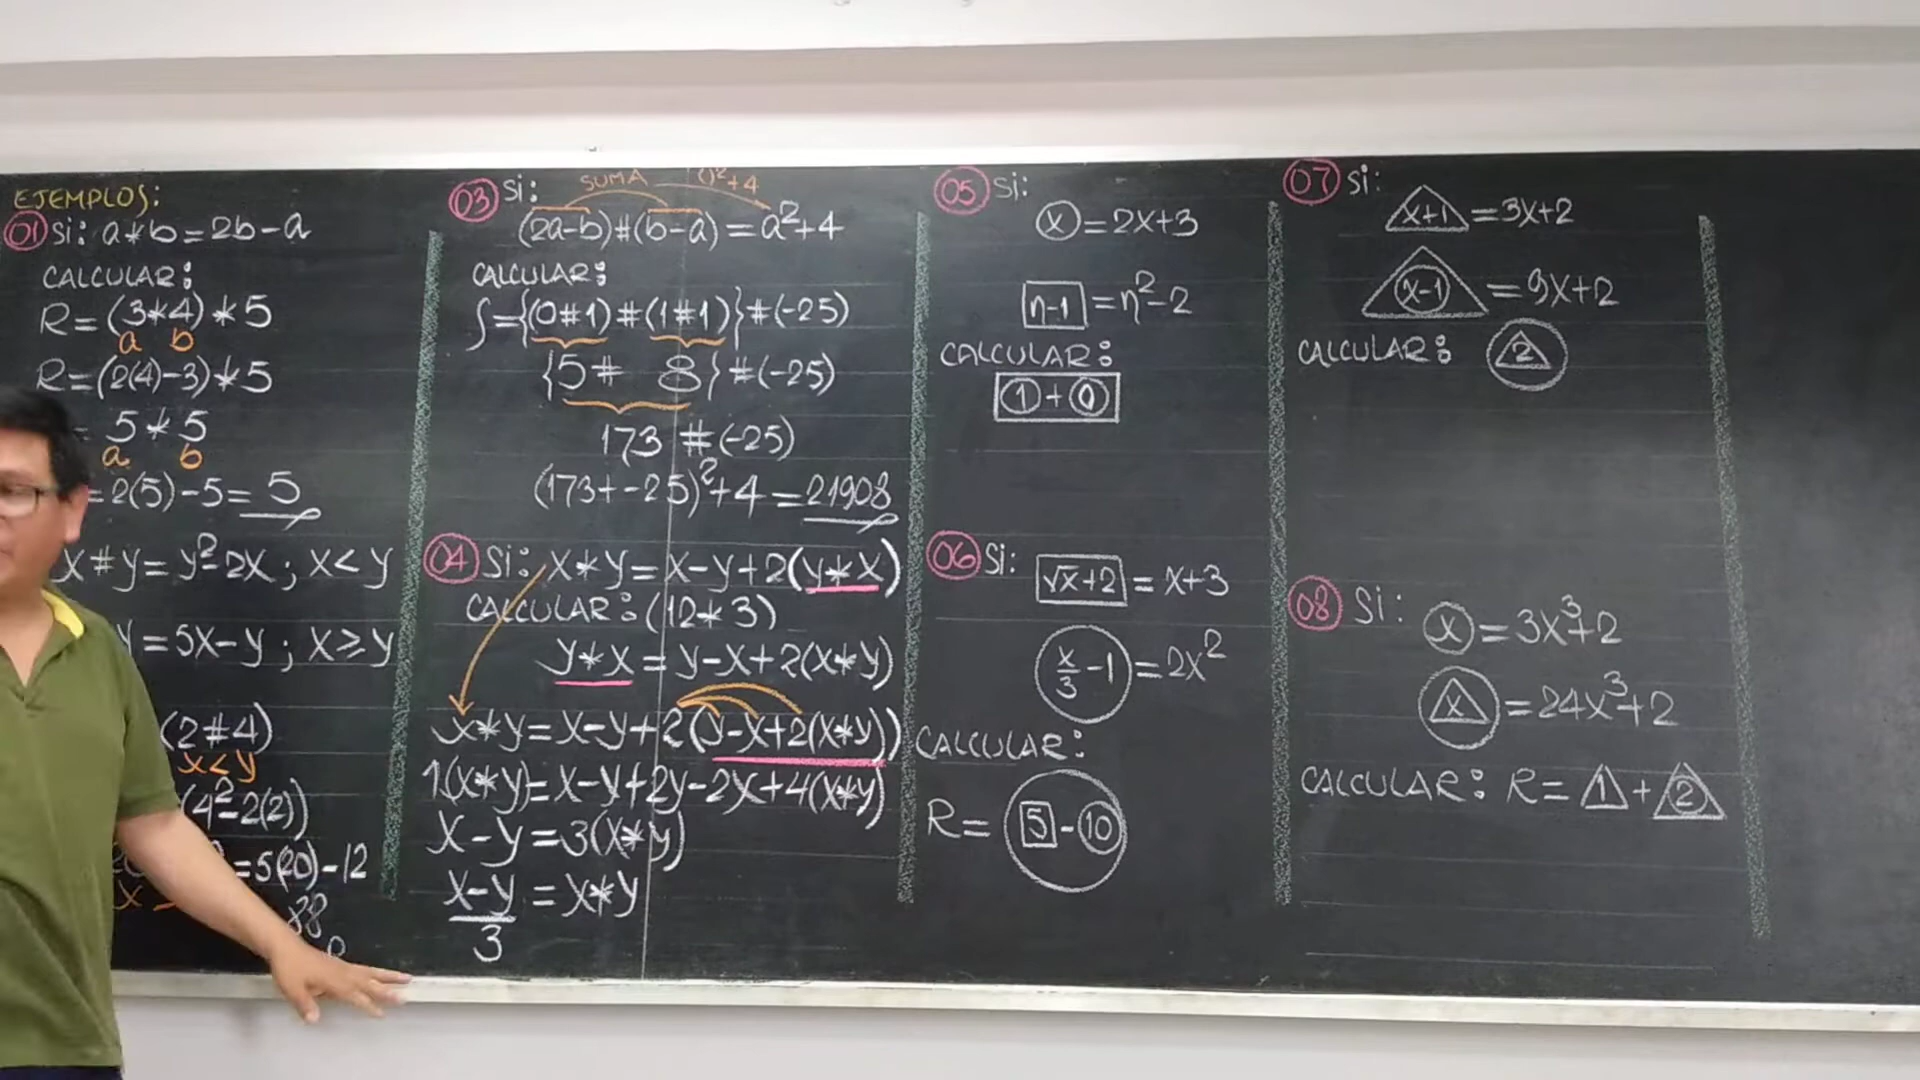 EJEMPLOS:
01 Si: a*b=2b-a
CALCULAR:
R=(3*4)*5
a b
R=(2(4)-3)*5
= 5*5
a b
=2(5)-5=5
x#y=y²-2x; x<y
y=5x-y; x≥y
(2#4)
x<y
(4²-2(2))
=5(20)-12
x
88
03 Si:
SUMA ( )²+4
(2a-b)#(b-a)=a²+4
CALCULAR:
∫={(0#1)#(1#1)}#(-25)
{5# 8}#(-25)
173 #(-25)
(173+-25)²+4=21908
04 Si: x*y=x-y+2(y*x)
CALCULAR:(12*3)
y*x=y-x+2(x*y)
x*y=x-y+2(y-x+2(x*y))
1(x*y)=x-y+2y-2x+4(x*y)
x-y=3(x*y)
x-y/3=x*y
05 Si:
x=2x+3
n-1=n²-2
CALCULAR:
1+0
06 Si: √x+2=x+3
x/3-1=2x²
CALCULAR:
R= 5-10
07 Si:
x+1=3x+2
x-1=9x+2
CALCULAR: 2
08 Si: x=3x³+2
x=24x³+2
CALCULAR: R=1+2